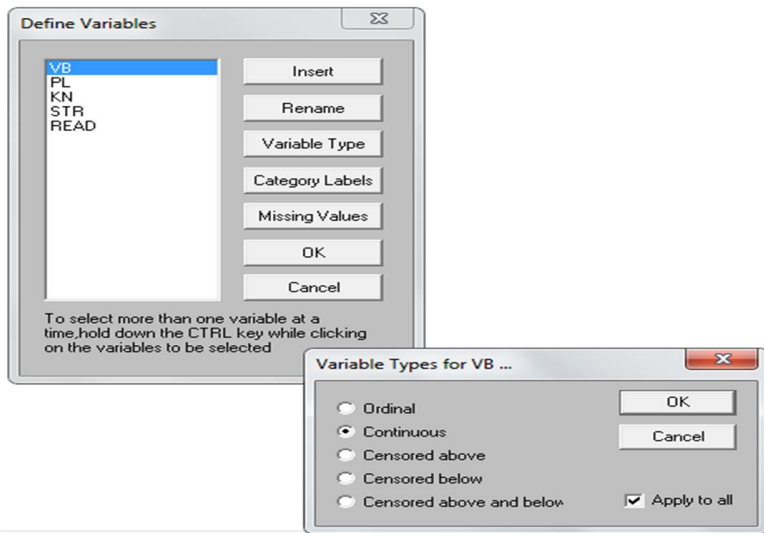 Define Variables
VB
PL
KN
STR
READ
Insert
Rename
Variable Type
Category Labels
Missing Values
OK
Cancel
To select more than one variable at a
time,hold down the CTRL key while clicking
on the variables to be selected
Variable Types for VB ...
Ordinal
Continuous
Censored above
Censored below
Censored above and below
OK
Cancel
Apply to all